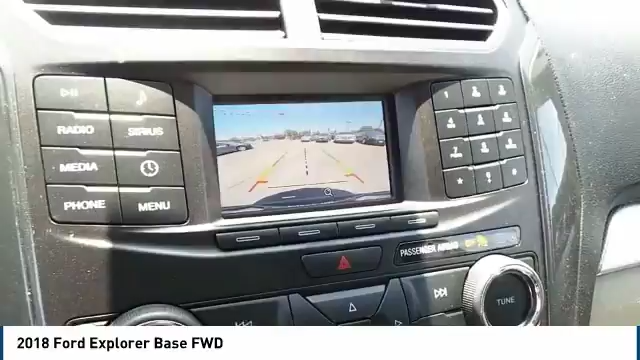 RADIO
SIRIUS
MEDIA
PHONE
MENU
PASSENGER AIRBAG
TUNE
2018 Ford Explorer Base FWD